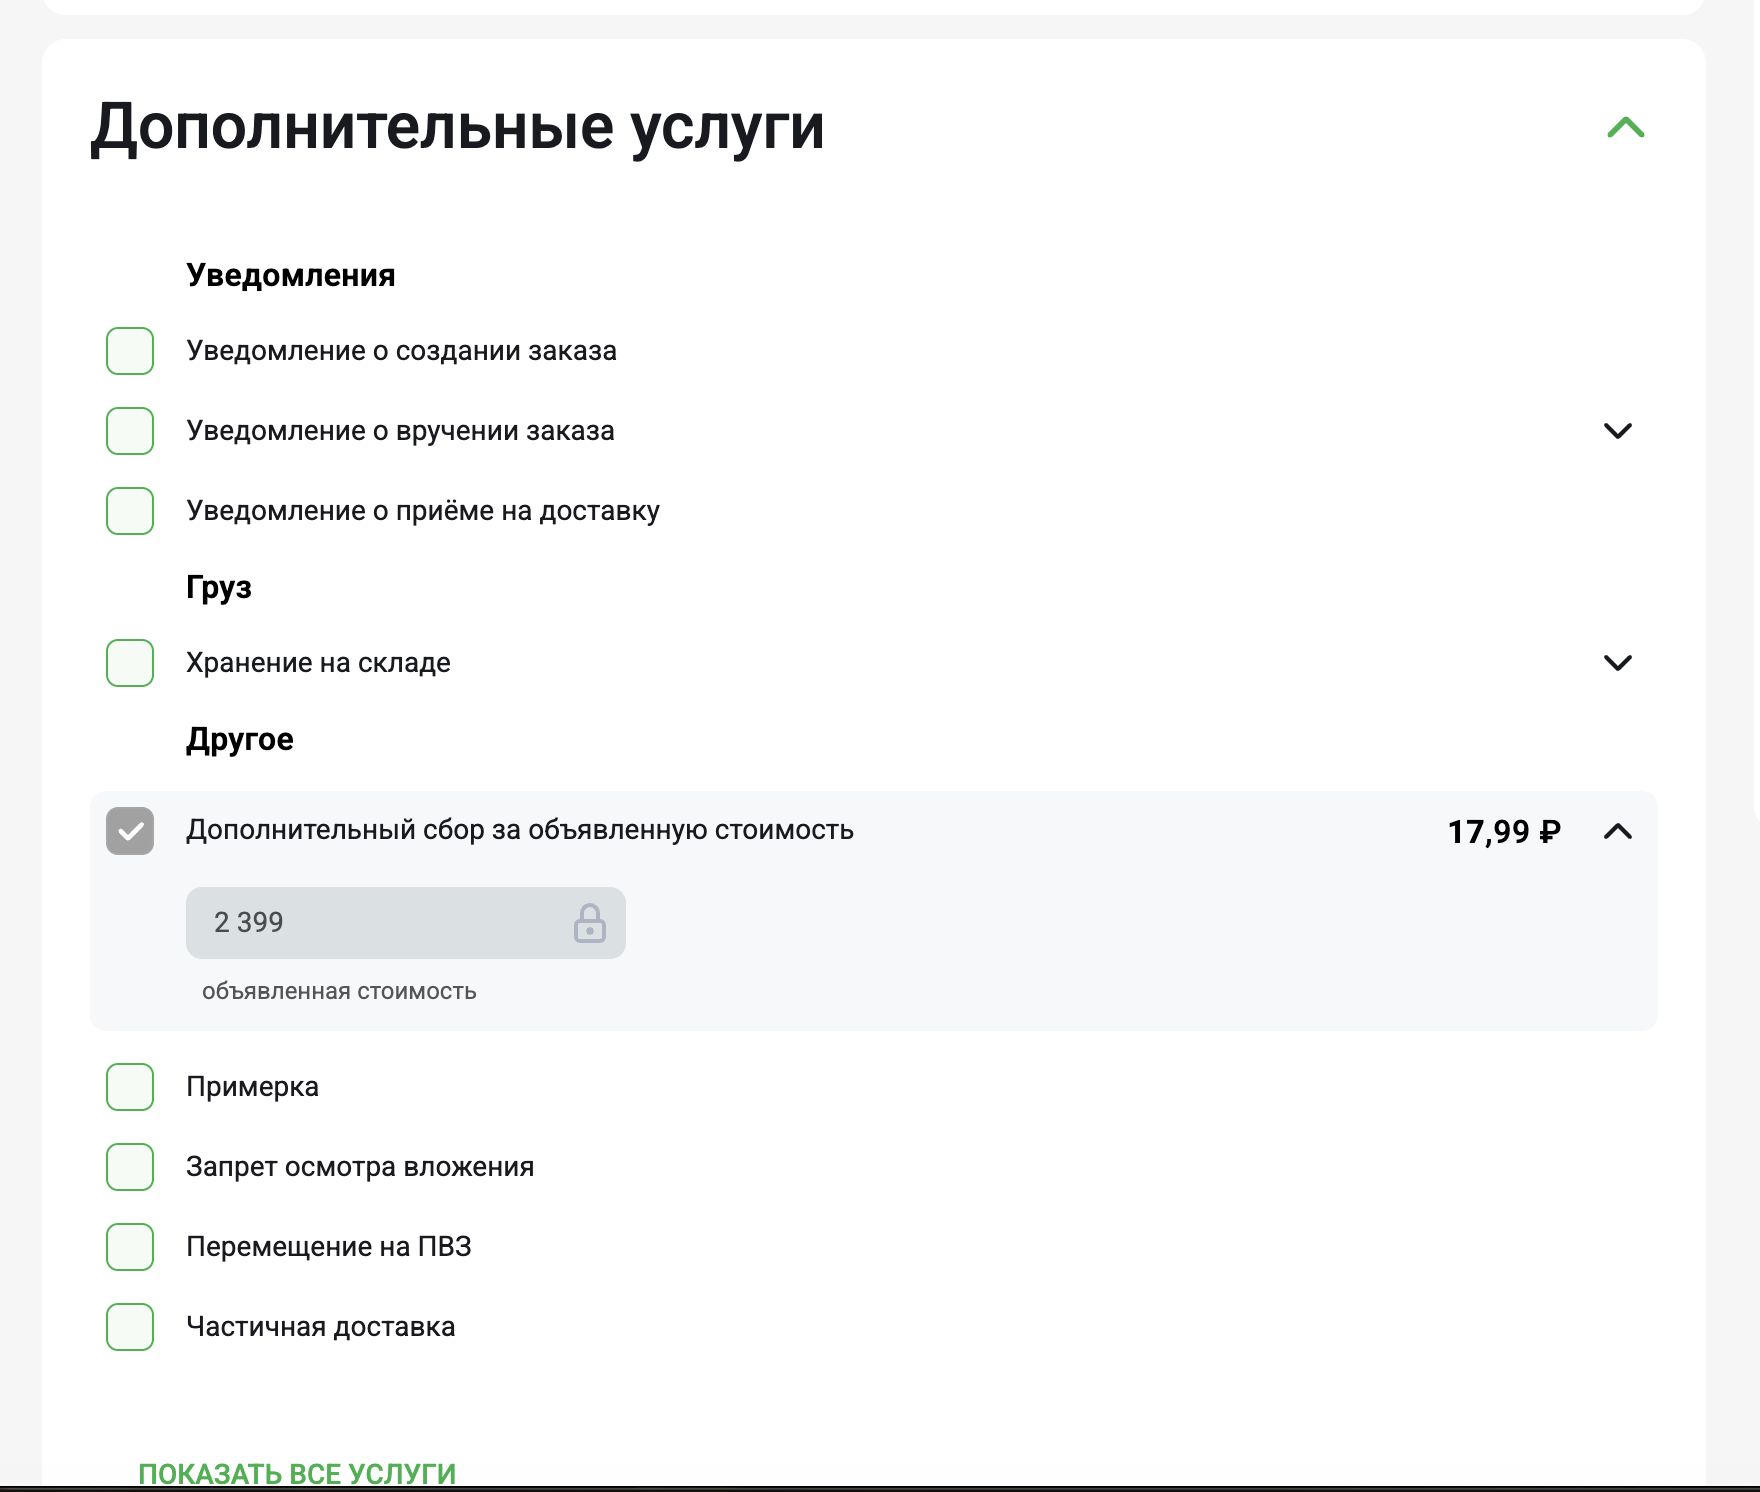 Дополнительные услуги
Уведомления
Уведомление о создании заказа
Уведомление о вручении заказа
Уведомление о приёме на доставку
Груз
Хранение на складе
Другое
Дополнительный сбор за объявленную стоимость 17,99 ₽
2 399
объявленная стоимость
Примерка
Запрет осмотра вложения
Перемещение на ПВЗ
Частичная доставка
ПОКАЗАТЬ ВСЕ УСЛУГИ